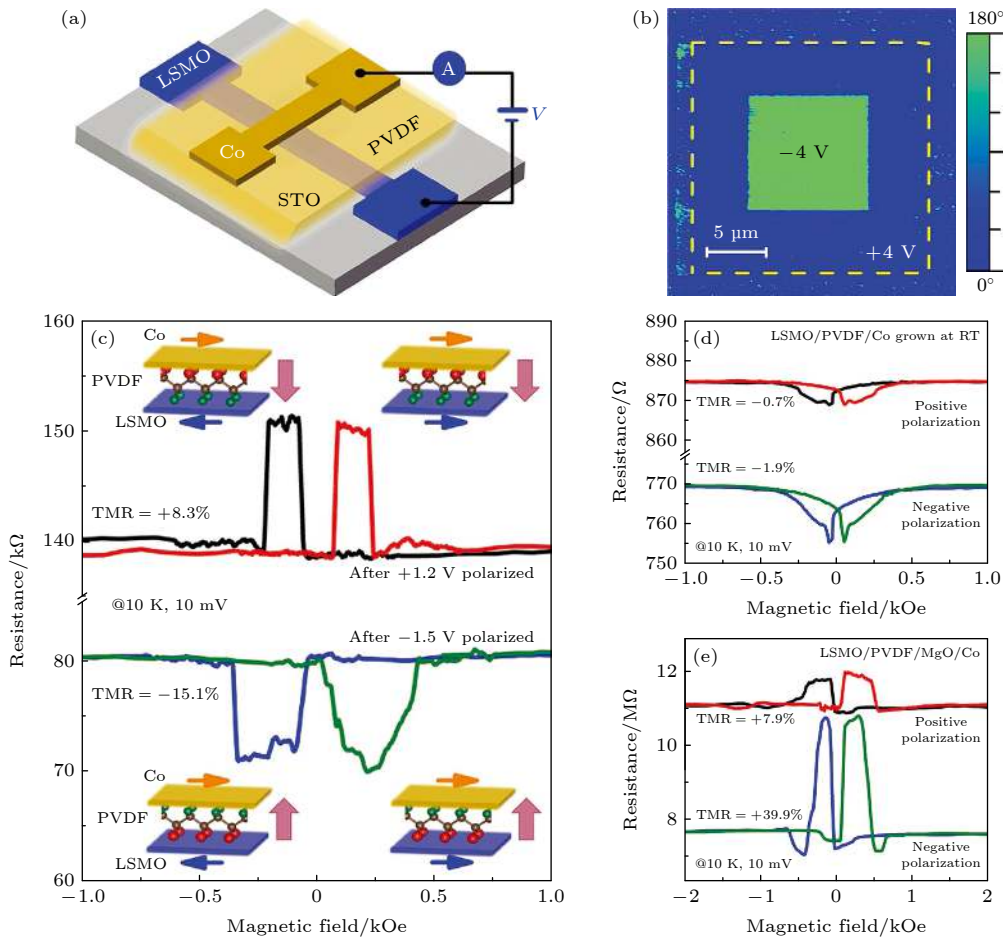 (a)
LSMO
Co
PVDF
STO
A
V
(b)
−4 V
5 µm
+4 V
180°
0°
(c)
Co
PVDF
LSMO
TMR = +8.3%
After +1.2 V polarized
@10 K, 10 mV
After −1.5 V polarized
TMR = −15.1%
Co
PVDF
LSMO
160
150
140
80
70
60
Resistance/kΩ
−1.0
−0.5
0
0.5
1.0
Magnetic field/kOe
(d)
LSMO/PVDF/Co grown at RT
TMR = −0.7%
Positive
polarization
TMR = −1.9%
Negative
polarization
@10 K, 10 mV
890
880
870
860
770
760
750
Resistance/Ω
−1.0
−0.5
0
0.5
1.0
Magnetic field/kOe
(e)
LSMO/PVDF/MgO/Co
TMR = +7.9%
Positive
polarization
TMR = +39.9%
Negative
polarization
@10 K, 10 mV
12
10
8
Resistance/MΩ
−2
−1
0
1
2
Magnetic field/kOe